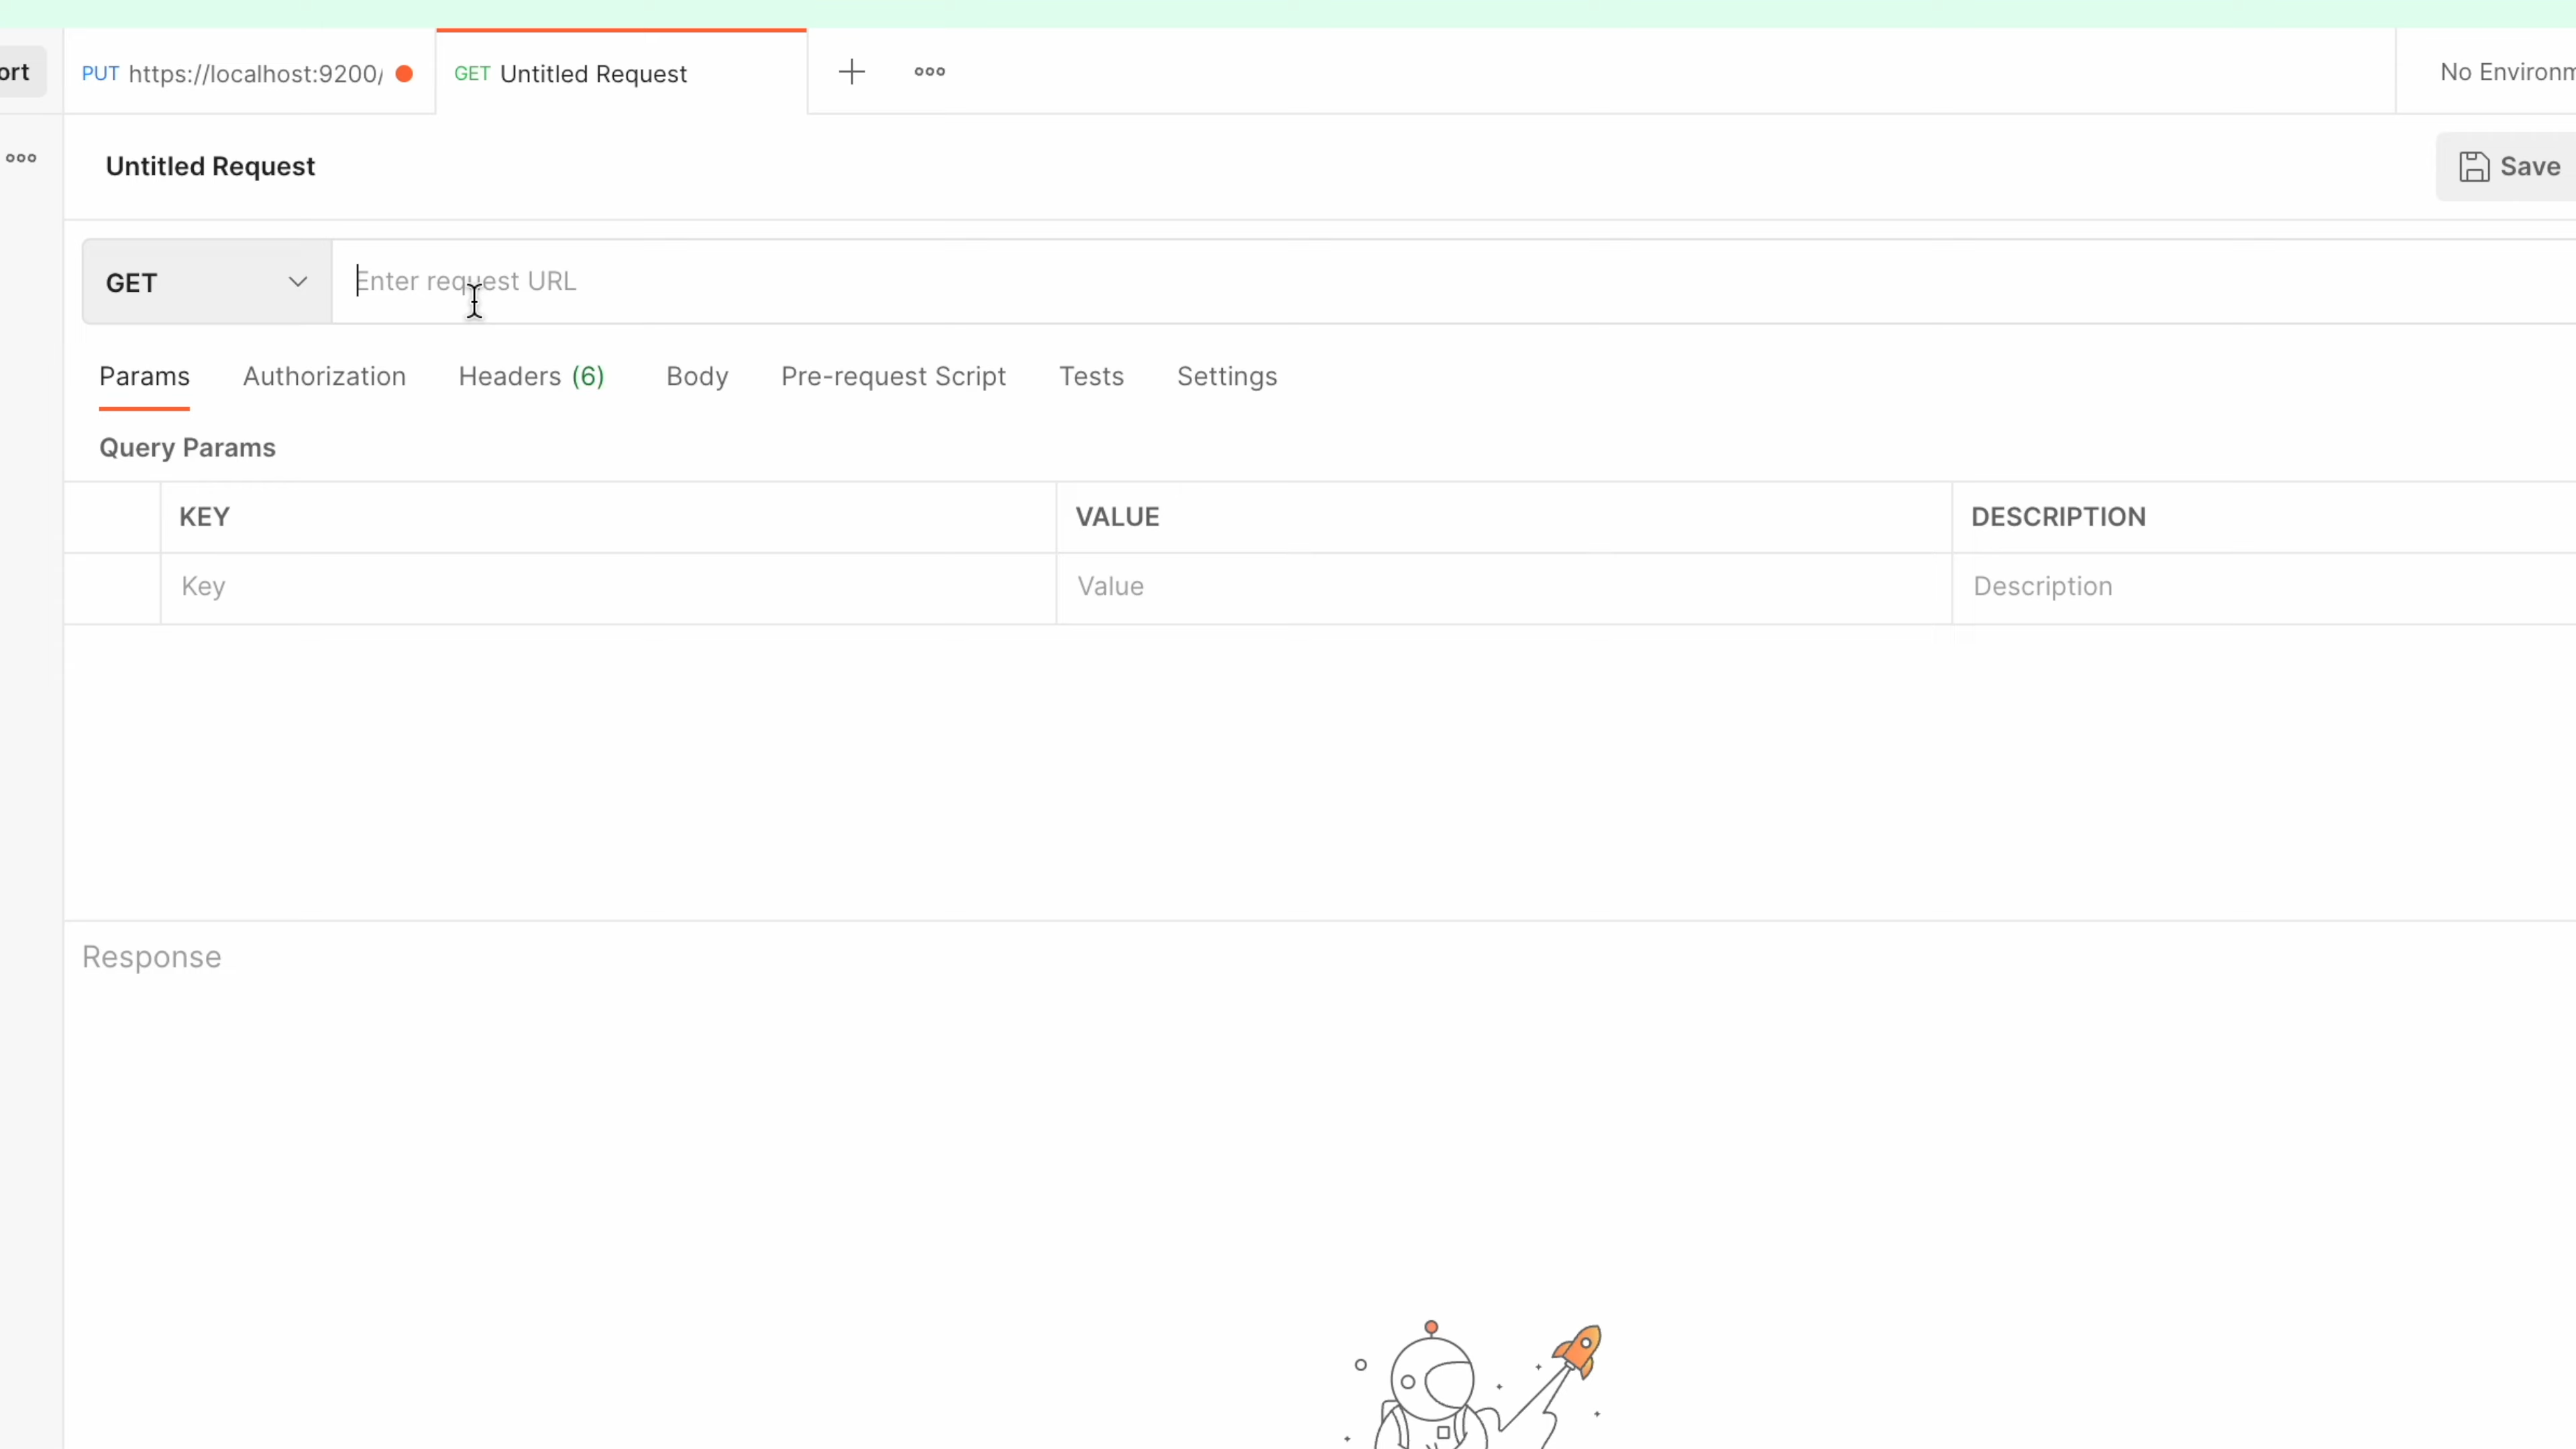 ort
PUT https://localhost:9200/
GET Untitled Request
No Environm
Untitled Request
Save
GET
Enter request URL
Params Authorization Headers (6) Body Pre-request Script Tests Settings
Query Params
KEY VALUE DESCRIPTION
Key Value Description
Response